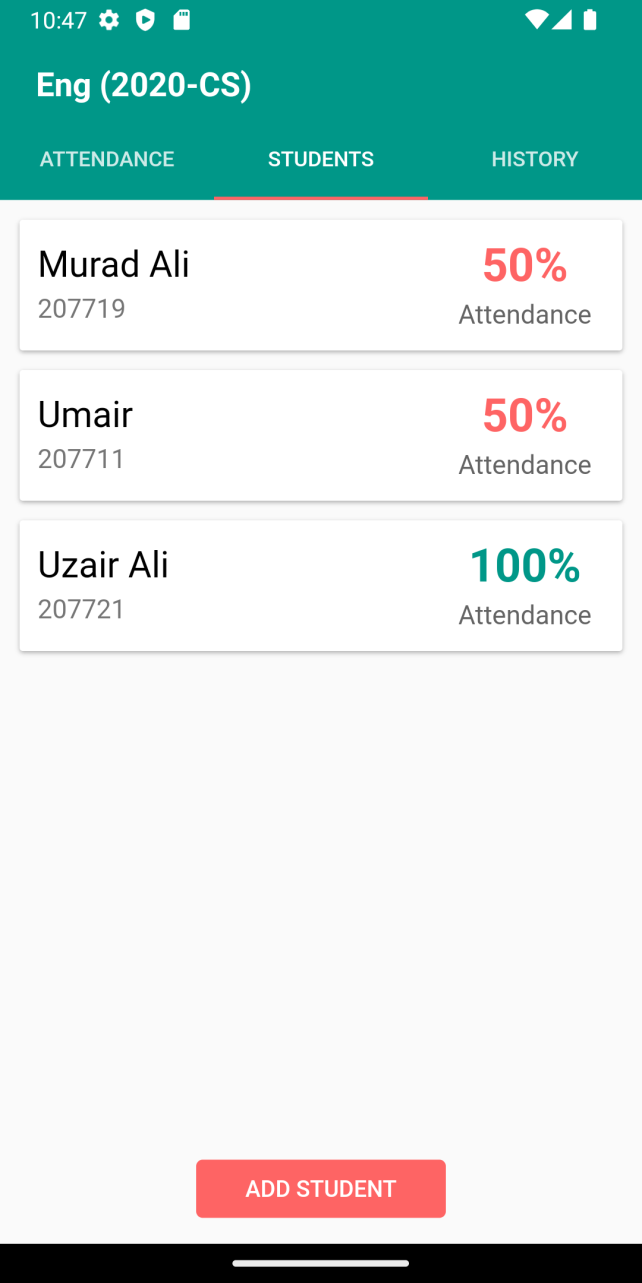 10:47
Eng (2020-CS)
ATTENDANCE STUDENTS HISTORY
Murad Ali 50%
207719 Attendance
Umair 50%
207711 Attendance
Uzair Ali 100%
207721 Attendance
ADD STUDENT